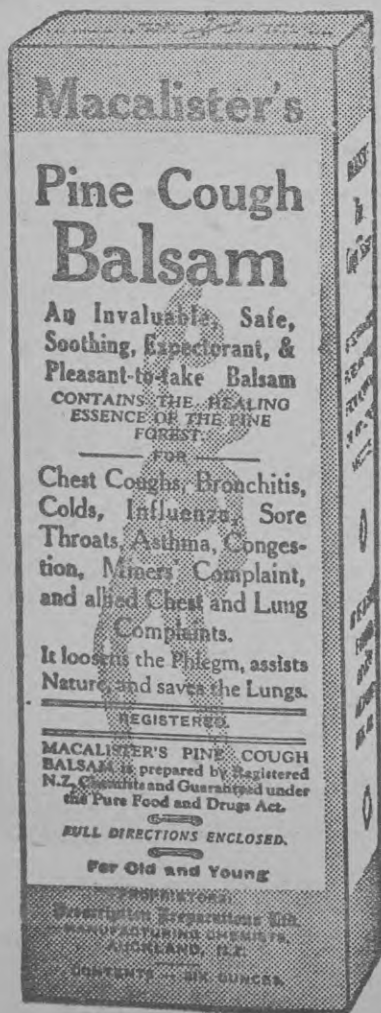 Macalister's
Pine Cough
Balsam
An Invaluable, Safe,
Soothing, Expectorant, &
Pleasant-to-take Balsam
CONTAINS THE HEALING
ESSENCE OF THE PINE
FOREST.
FOR
Chest Coughs, Bronchitis,
Colds, Influenza, Sore
Throats, Asthma, Conges-
tion, Miners' Complaint,
and allied Chest and Lung
Complaints.
It loosens the Phlegm, assists
Nature, and saves the Lungs.
REGISTERED.
MACALISTER'S PINE COUGH
BALSAM is prepared by Registered
N.Z. Chemists and Guaranteed under
the Pure Food and Drugs Act.
FULL DIRECTIONS ENCLOSED.
For Old and Young
PROPRIETORS:
Prescription Preparations Ltd.
MANUFACTURING CHEMISTS,
AUCKLAND, N.Z.
CONTENTS — SIX OUNCES.